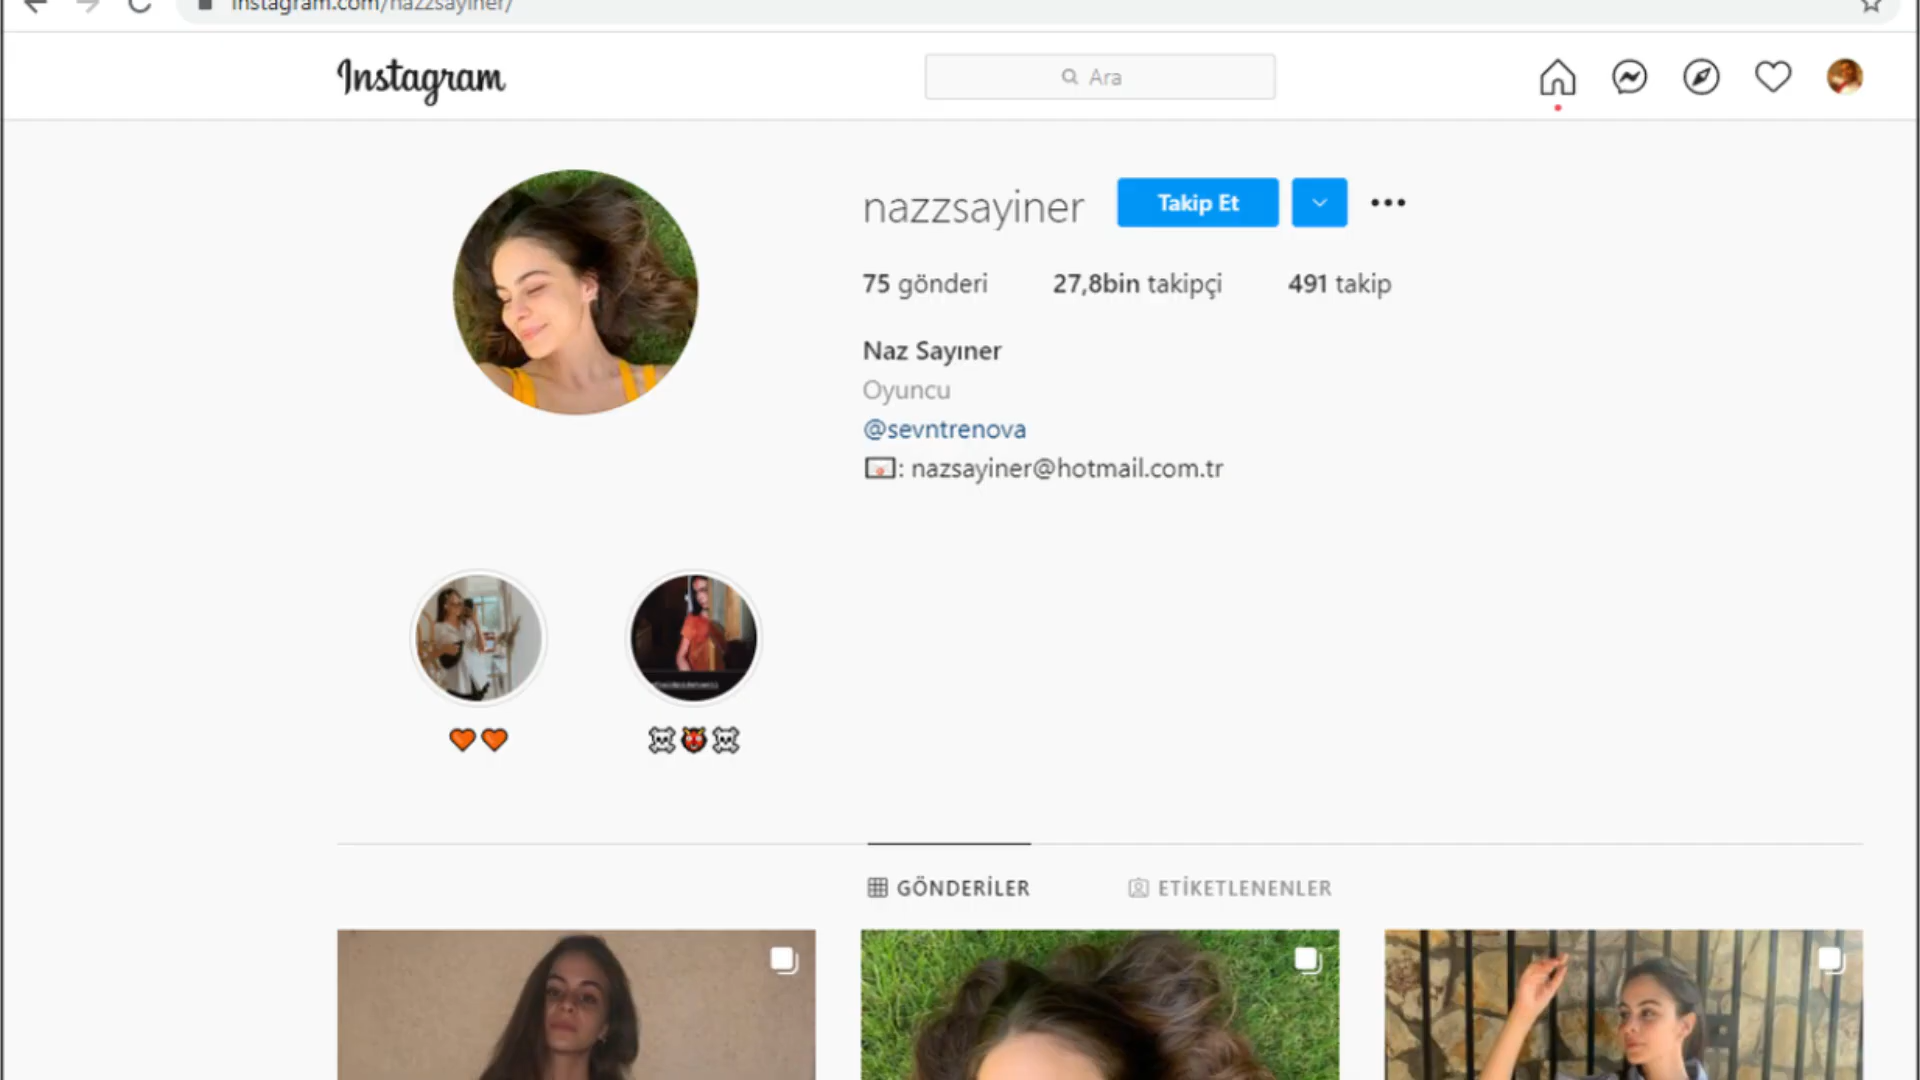 instagram.com/nazzsayiner/
Instagram
Ara
nazzsayiner
Takip Et
75 gönderi
27,8bin takipçi
491 takip
Naz Sayıner
Oyuncu
@sevntrenova
: nazsayiner@hotmail.com.tr
GÖNDERİLER
ETİKETLENENLER